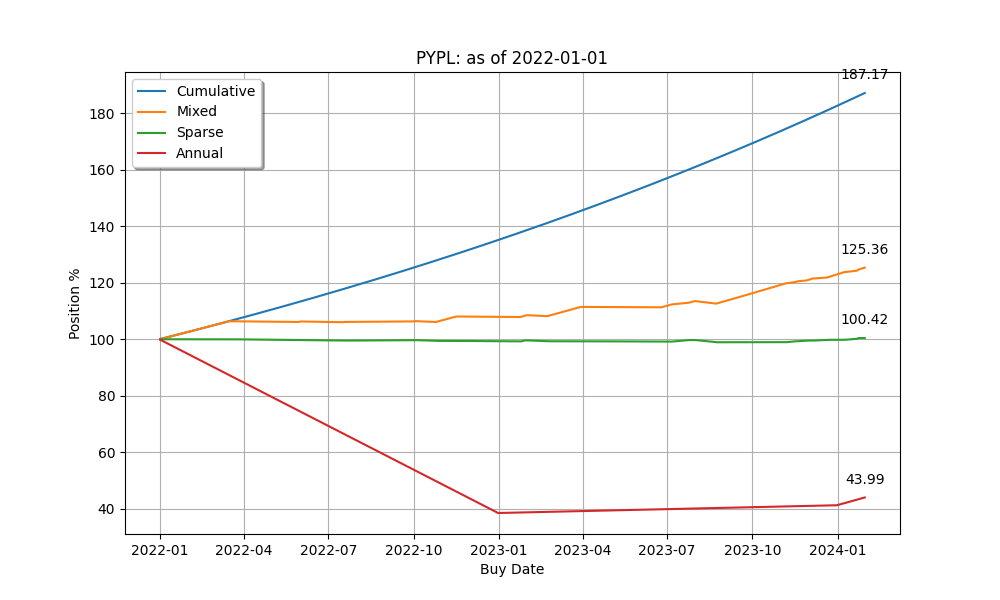 PYPL: as of 2022-01-01
187.17
Cumulative
Mixed
Sparse
Annual
180
160
140
125.36
120
100.42
100
80
60
43.99
40
Position %
2022-01 2022-04 2022-07 2022-10 2023-01 2023-04 2023-07 2023-10 2024-01
Buy Date